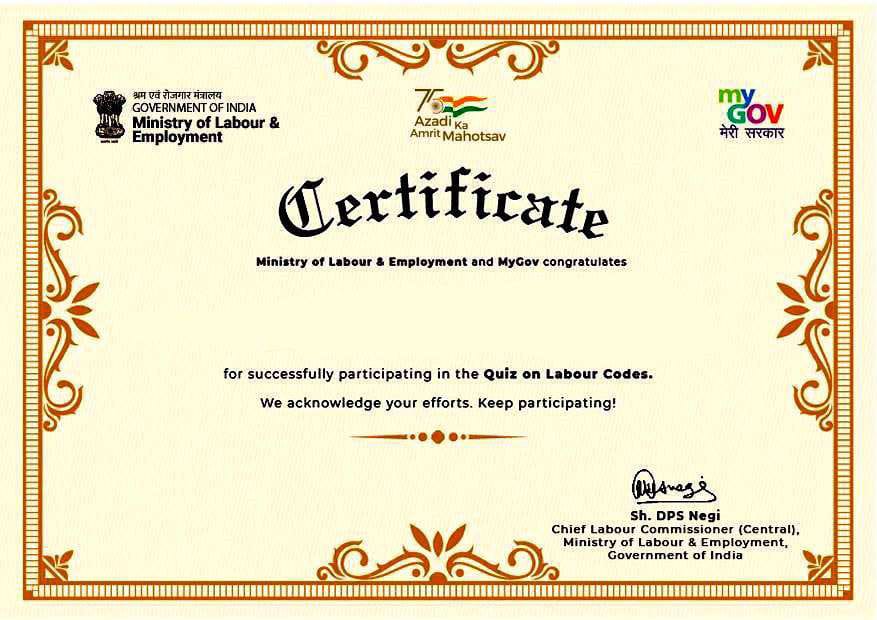 श्रम एवं रोजगार मंत्रालय
GOVERNMENT OF INDIA
Ministry of Labour &
Employment
75
Azadi Ka
Amrit Mahotsav
my
GOV
मेरी सरकार
Certificate
Ministry of Labour & Employment and MyGov congratulates
for successfully participating in the Quiz on Labour Codes.
We acknowledge your efforts. Keep participating!
Sh. DPS Negi
Chief Labour Commissioner (Central),
Ministry of Labour & Employment,
Government of India